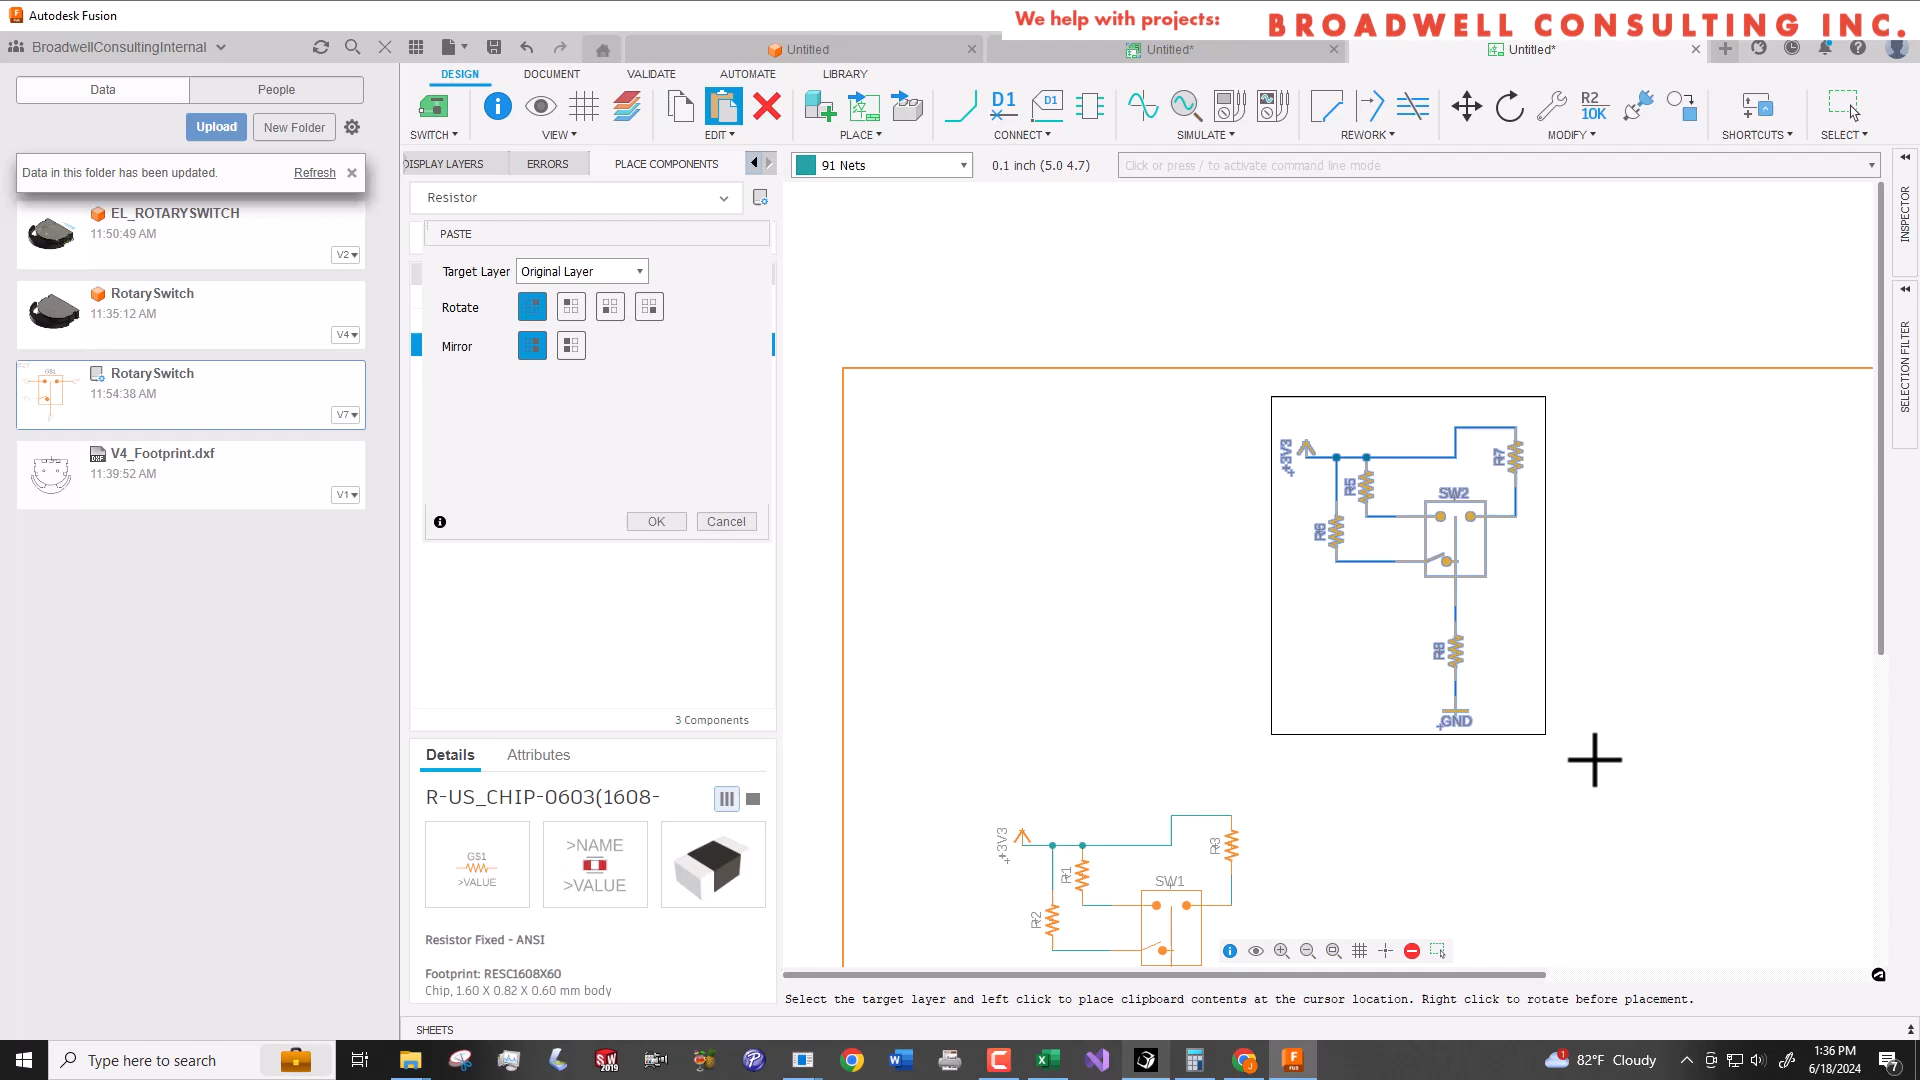 Autodesk Fusion
We help with projects:
BROADWELL CONSULTING INC.
BroadwellConsultingInternal
Untitled
Untitled*
Untitled*
Data
People
Upload
New Folder
Data in this folder has been updated.
Refresh
EL_ROTARYSWITCH
11:50:49 AM
V2
RotarySwitch
11:35:12 AM
V4
RotarySwitch
11:54:38 AM
V7
V4_Footprint.dxf
11:39:52 AM
V1
DESIGN
DOCUMENT
VALIDATE
AUTOMATE
LIBRARY
D1
D1
R2
10K
SWITCH
VIEW
EDIT
PLACE
CONNECT
SIMULATE
REWORK
MODIFY
SHORTCUTS
SELECT
DISPLAY LAYERS
ERRORS
PLACE COMPONENTS
91 Nets
0.1 inch (5.0 4.7)
Click or press / to activate command line mode
Resistor
PASTE
Target Layer
Original Layer
Rotate
Mirror
OK
Cancel
3 Components
Details
Attributes
R-US_CHIP-0603(1608-
G$1
>VALUE
>NAME
>VALUE
Resistor Fixed - ANSI
Footprint: RESC1608X60
Chip, 1.60 X 0.82 X 0.60 mm body
INSPECTOR
SELECTION FILTER
+3V3
R7
R5
SW2
R6
R8
GND
+3V3
R3
R1
SW1
R2
Select the target layer and left click to place clipboard contents at the cursor location. Right click to rotate before placement.
SHEETS
Type here to search
82°F Cloudy
1:36 PM
6/18/2024